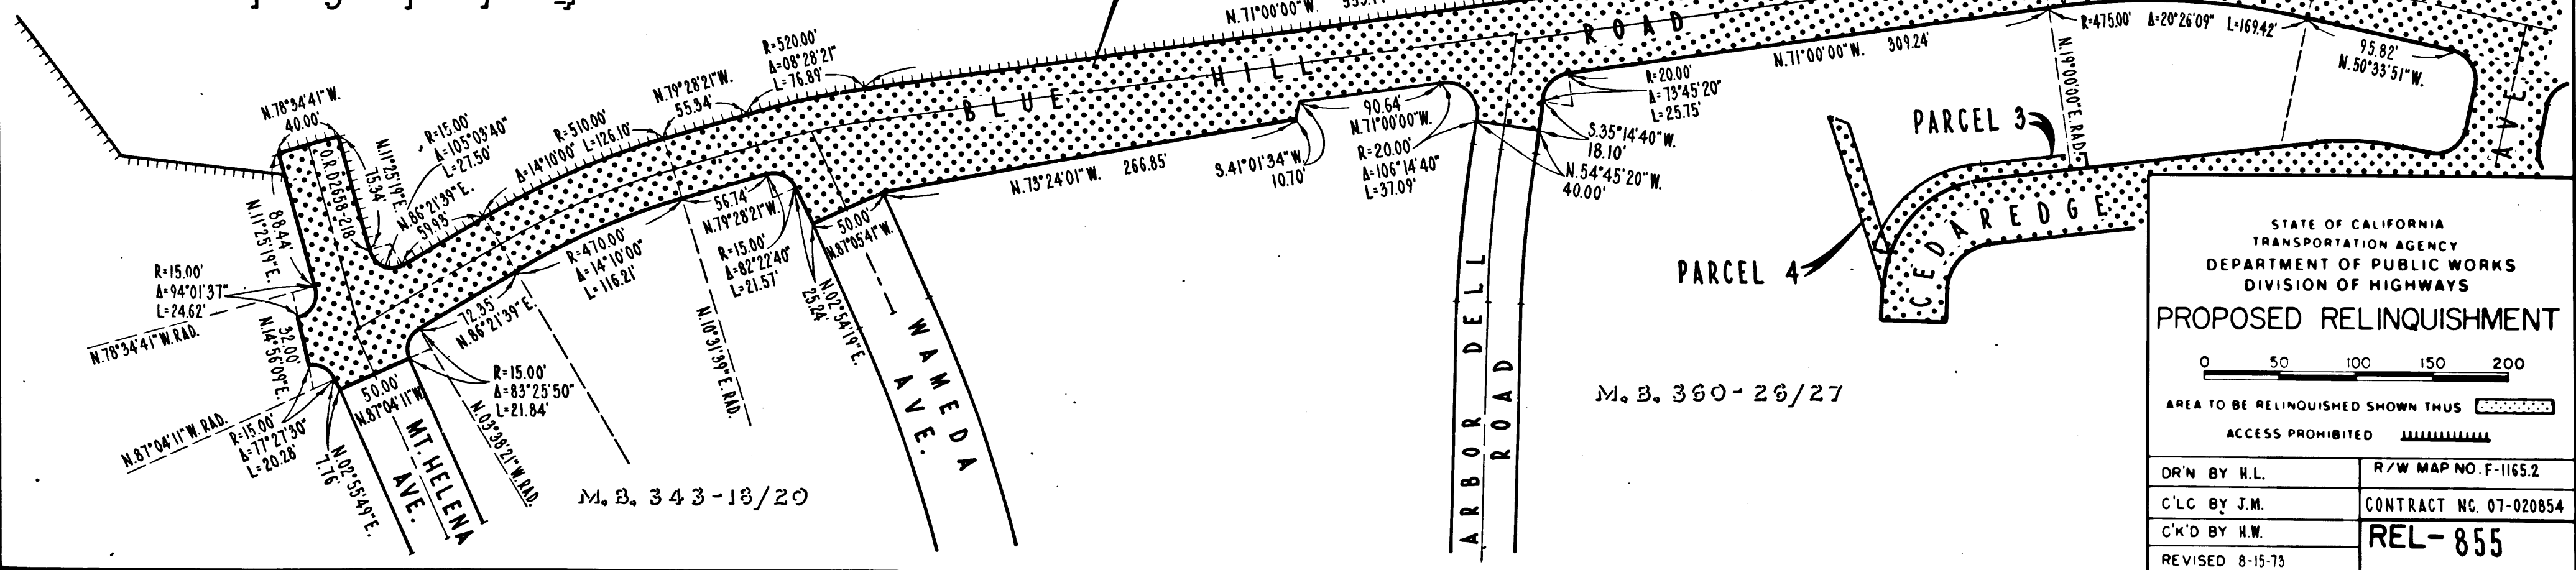 N.71°00'00"W.
R=520.00'
Δ=08°28'21"
L=76.89'
N.79°28'21"W.
55.34'
R=510.00'
Δ=14°10'00" L=126.10'
R=15.00'
Δ=105°03'40"
L=27.50'
N.86°21'39"E.
59.93'
N.78°34'41"W.
40.00'
O.R.D2658-218
N.11°25'19"E.
75.34'
88.44'
N.11°25'19"E.
R=15.00'
Δ=94°01'37"
L=24.62'
N.78°34'41"W.RAD.
32.00'
N.14°56'09"E.
N.87°04'11"W.RAD.
R=15.00'
Δ=77°27'30"
L=20.28'
N.02°55'49"E.
7.76'
50.00'
N.87°04'11"W.
MT. HELENA
AVE.
R=15.00'
Δ=83°25'50"
L=21.84'
N.03°38'21"W.RAD.
72.35'
N.86°21'39"E.
R=470.00'
Δ=14°10'00"
L=116.21'
N.10°31'39"E.RAD.
56.74'
N.79°28'21"W.
R=15.00'
Δ=82°22'40"
L=21.57'
N.02°54'19"E.
25.24'
50.00'
N.87°05'41"W.
WAMEDA
AVE.
BLUE HILL ROAD
N.73°24'01"W. 266.85'
S.41°01'34"W.
10.70'
90.64'
N.71°00'00"W.
R=20.00'
Δ=106°14'40"
L=37.09'
R=20.00'
Δ=73°45'20"
L=25.75'
S.35°14'40"W.
18.10'
N.54°45'20"W.
40.00'
ARBOR DELL
ROAD
N.71°00'00"W. 309.24'
R=475.00' Δ=20°26'09" L=169.42'
95.82'
N.50°33'51"W.
N.19°00'00"E.RAD.
AVE
PARCEL 3
PARCEL 4
CEDAREDGE
M.B. 343-18/20
M.B. 360-26/27
STATE OF CALIFORNIA
TRANSPORTATION AGENCY
DEPARTMENT OF PUBLIC WORKS
DIVISION OF HIGHWAYS
PROPOSED RELINQUISHMENT
0 50 100 150 200
AREA TO BE RELINQUISHED SHOWN THUS
ACCESS PROHIBITED
DR'N BY H.L.
R/W MAP NO. F-1165.2
C'LC BY J.M.
CONTRACT NO. 07-020854
C'K'D BY H.W.
REL-855
REVISED 8-15-73